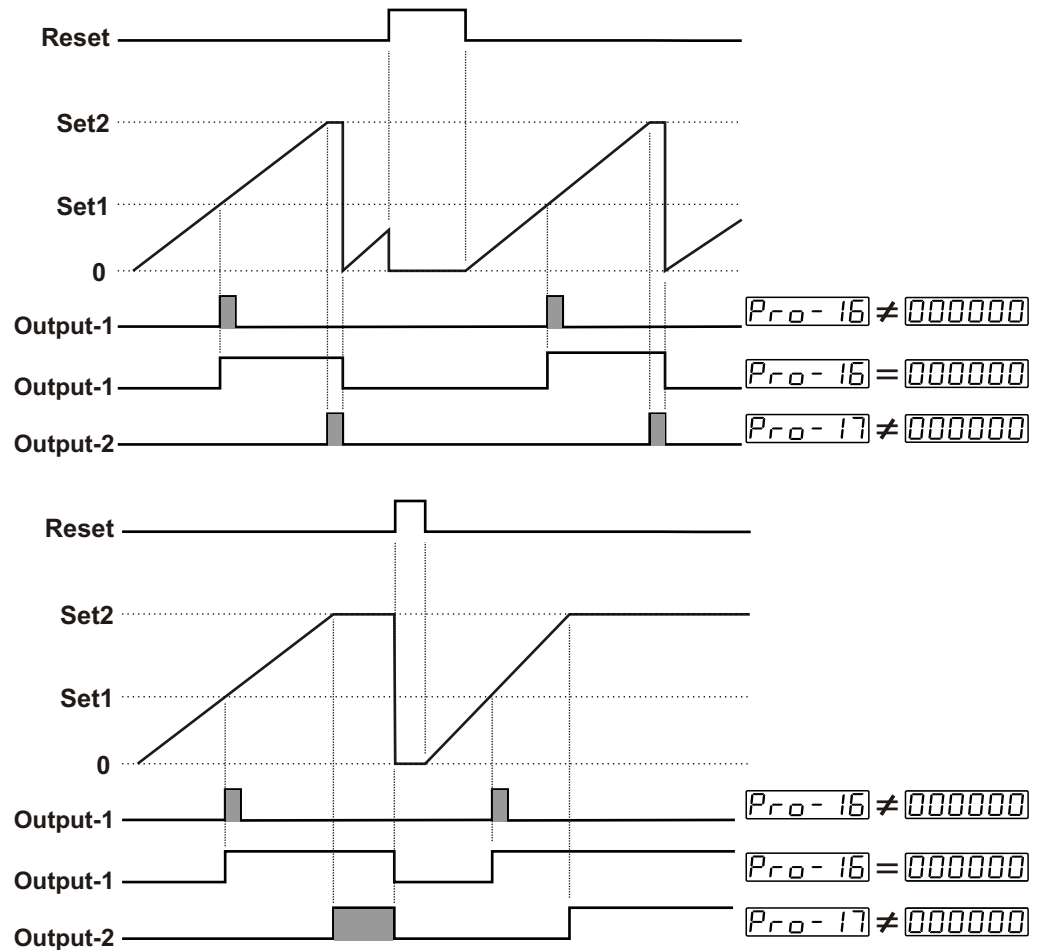 Reset
Set2
Set1
0
Output-1
Pro-16 ≠ 000000
Output-1
Pro-16 = 000000
Output-2
Pro-17 ≠ 000000
Reset
Set2
Set1
0
Output-1
Pro-16 ≠ 000000
Output-1
Pro-16 = 000000
Output-2
Pro-17 ≠ 000000